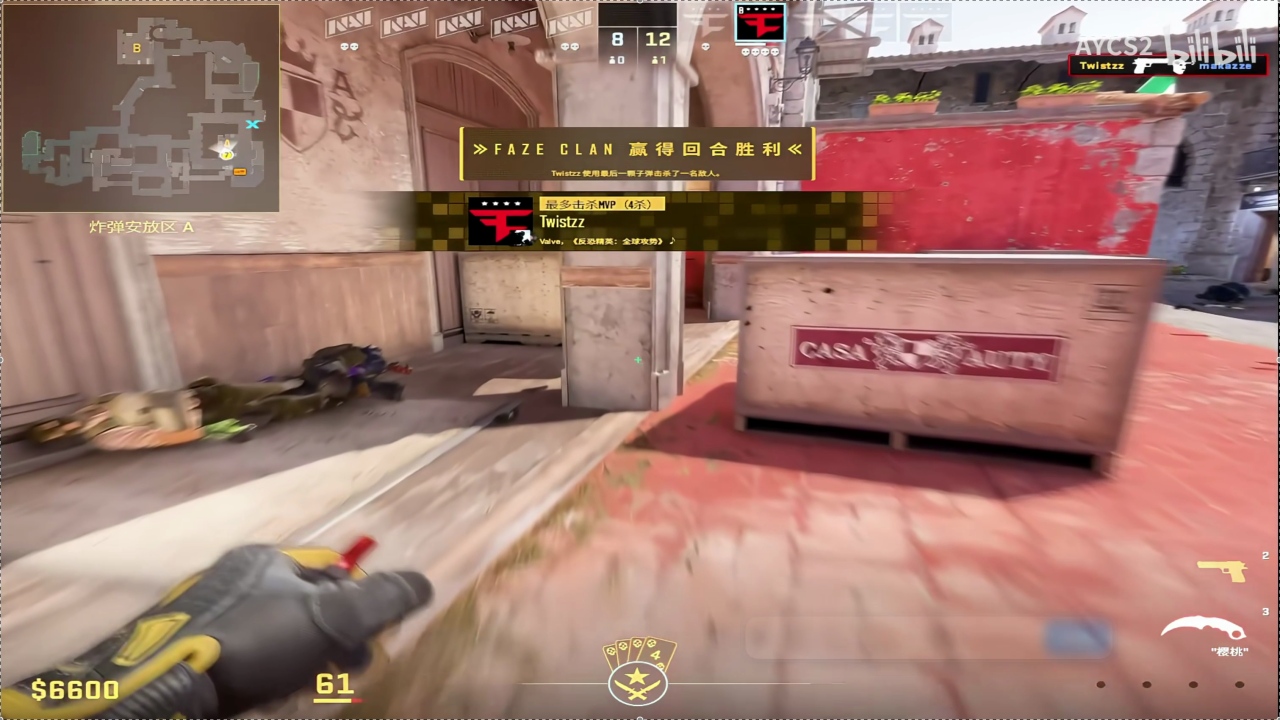 B
A
炸弹安放区 A
8 12
0 1
AYCS2 bilibili
Twistzz makazze
FAZE CLAN 赢得回合胜利
Twistzz 使用最后一颗子弹击杀了一名敌人。
最多击杀MVP（4杀）
Twistzz
Valve，《反恐精英：全球攻势》♪
CASA
2
3
"樱桃"
4
$6600
61